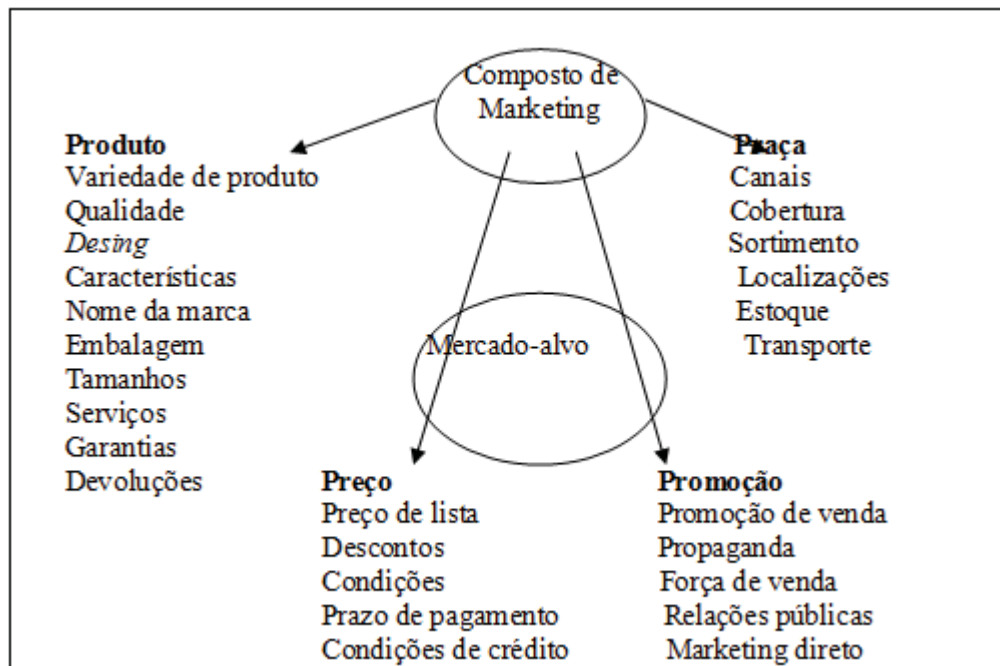 Composto de
Marketing
Produto
Variedade de produto
Qualidade
Desing
Características
Nome da marca
Embalagem
Tamanhos
Serviços
Garantias
Devoluções
Praça
Canais
Cobertura
Sortimento
Localizações
Estoque
Transporte
Mercado-alvo
Preço
Preço de lista
Descontos
Condições
Prazo de pagamento
Condições de crédito
Promoção
Promoção de venda
Propaganda
Força de venda
Relações públicas
Marketing direto